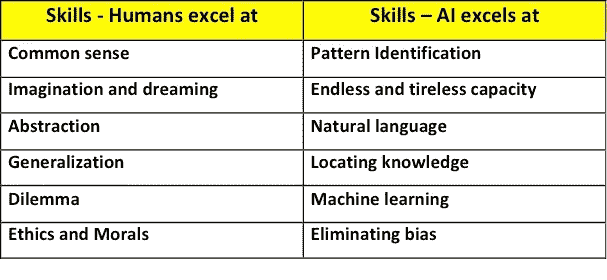 Skills - Humans excel at
Skills – AI excels at
Common sense
Pattern Identification
Imagination and dreaming
Endless and tireless capacity
Abstraction
Natural language
Generalization
Locating knowledge
Dilemma
Machine learning
Ethics and Morals
Eliminating bias